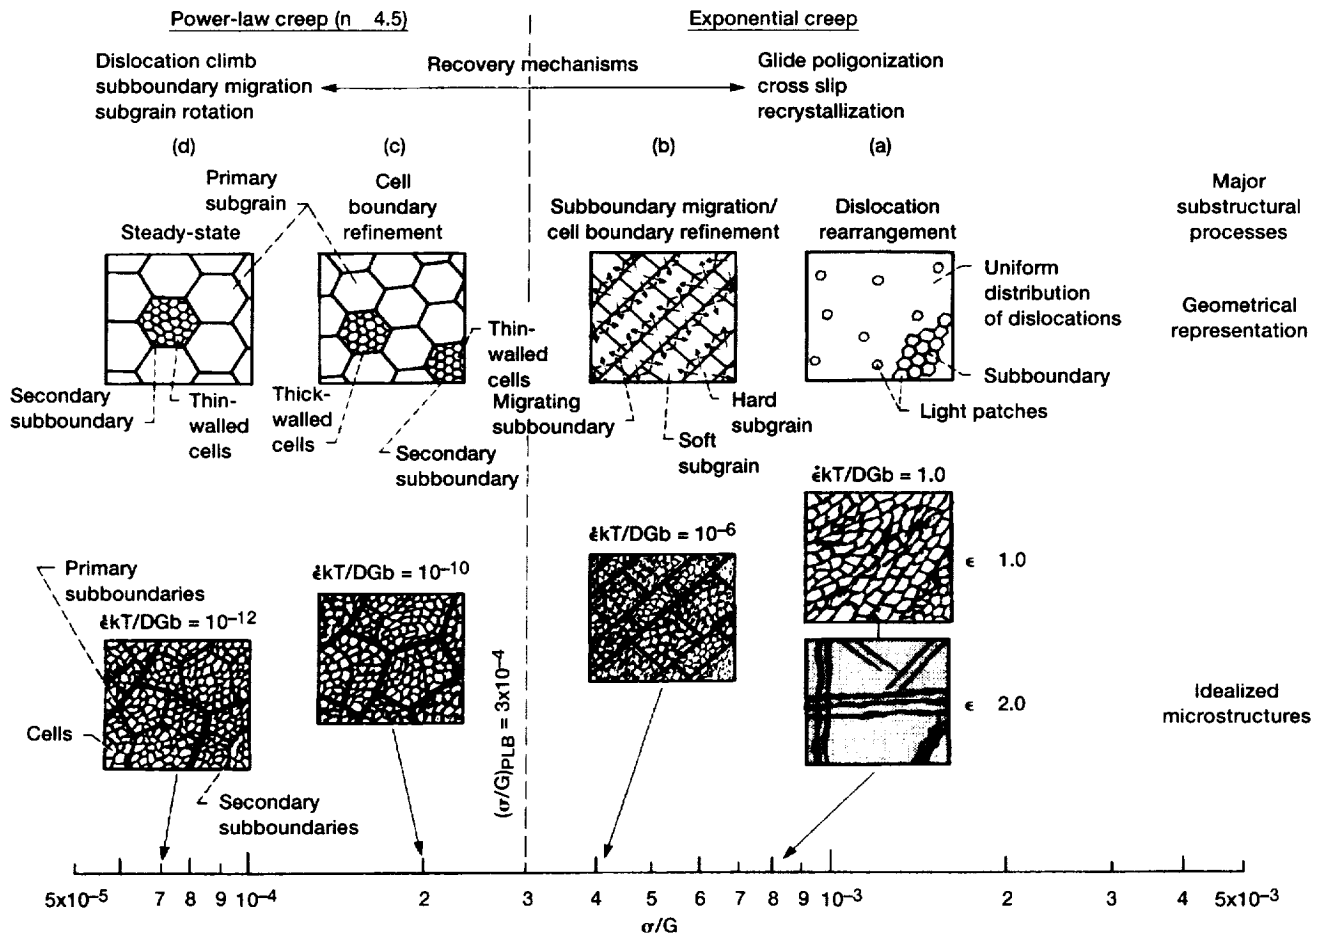 Power-law creep (n 4.5)
Exponential creep
Dislocation climb
subboundary migration
subgrain rotation
Recovery mechanisms
Glide poligonization
cross slip
recrystallization
(d)
(c)
(b)
(a)
Primary
subgrain
Steady-state
Cell
boundary
refinement
Subboundary migration/
cell boundary refinement
Dislocation
rearrangement
Major
substructural
processes
Uniform
distribution
of dislocations
Geometrical
representation
Secondary
subboundary
Thin-
walled
cells
Thick-
walled
cells
Thin-
walled
cells
Secondary
subboundary
Migrating
subboundary
Soft
subgrain
Hard
subgrain
Subboundary
Light patches
ε̇kT/DGb = 1.0
ε̇kT/DGb = 10⁻⁶
ε̇kT/DGb = 10⁻¹⁰
ε̇kT/DGb = 10⁻¹²
Primary
subboundaries
Cells
Secondary
subboundaries
ϵ 1.0
ϵ 2.0
Idealized
microstructures
(σ/G)PLB = 3x10⁻⁴
5x10⁻⁵ 7 8 9 10⁻⁴ 2 3 4 5 6 7 8 9 10⁻³ 2 3 4 5x10⁻³
σ/G